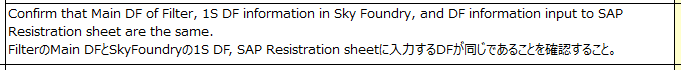 Confirm that Main DF of Filter, 1S DF information in Sky Foundry, and DF information input to SAP
Resistration sheet are the same.
FilterのMain DFとSkyFoundryの1S DF, SAP Resistration sheetに入力するDFが同じであることを確認すること。